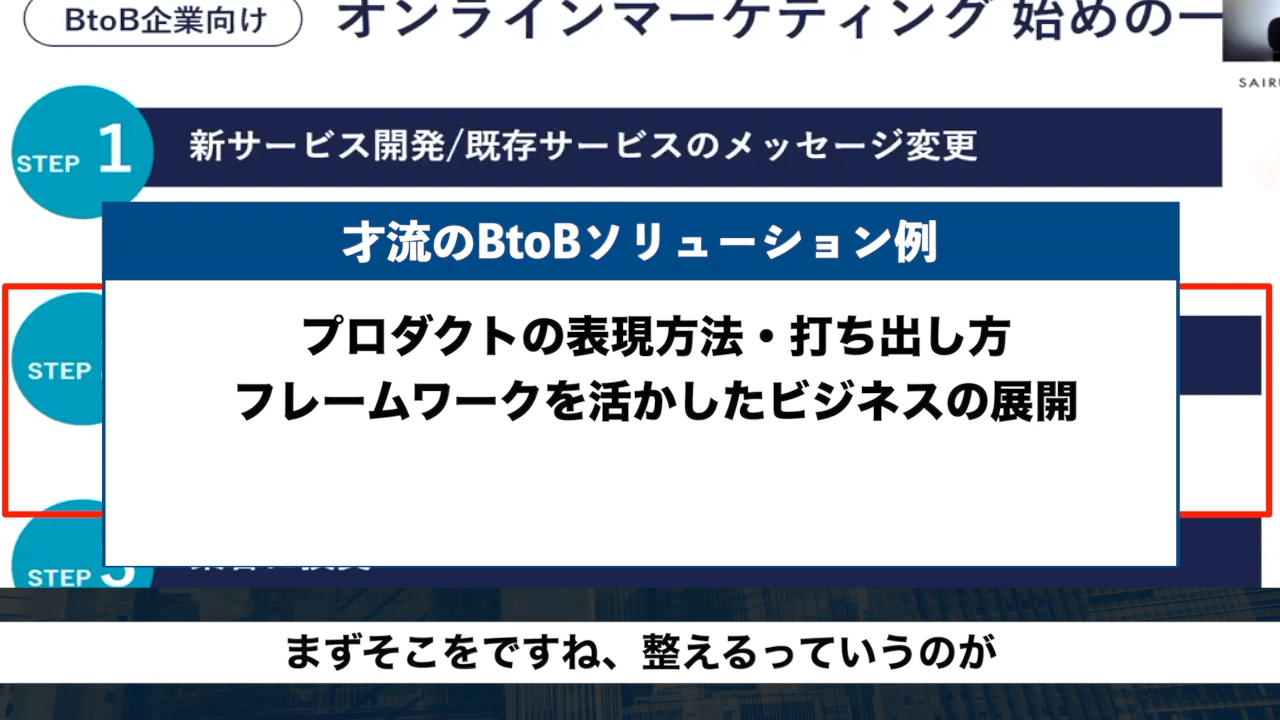 BtoB企業向け オンラインマーケティング 始めの一
SAIRU
STEP 1 新サービス開発/既存サービスのメッセージ変更
才流のBtoBソリューション例
プロダクトの表現方法・打ち出し方
STEP
フレームワークを活かしたビジネスの展開
STEP 3
まずそこをですね、整えるっていうのが